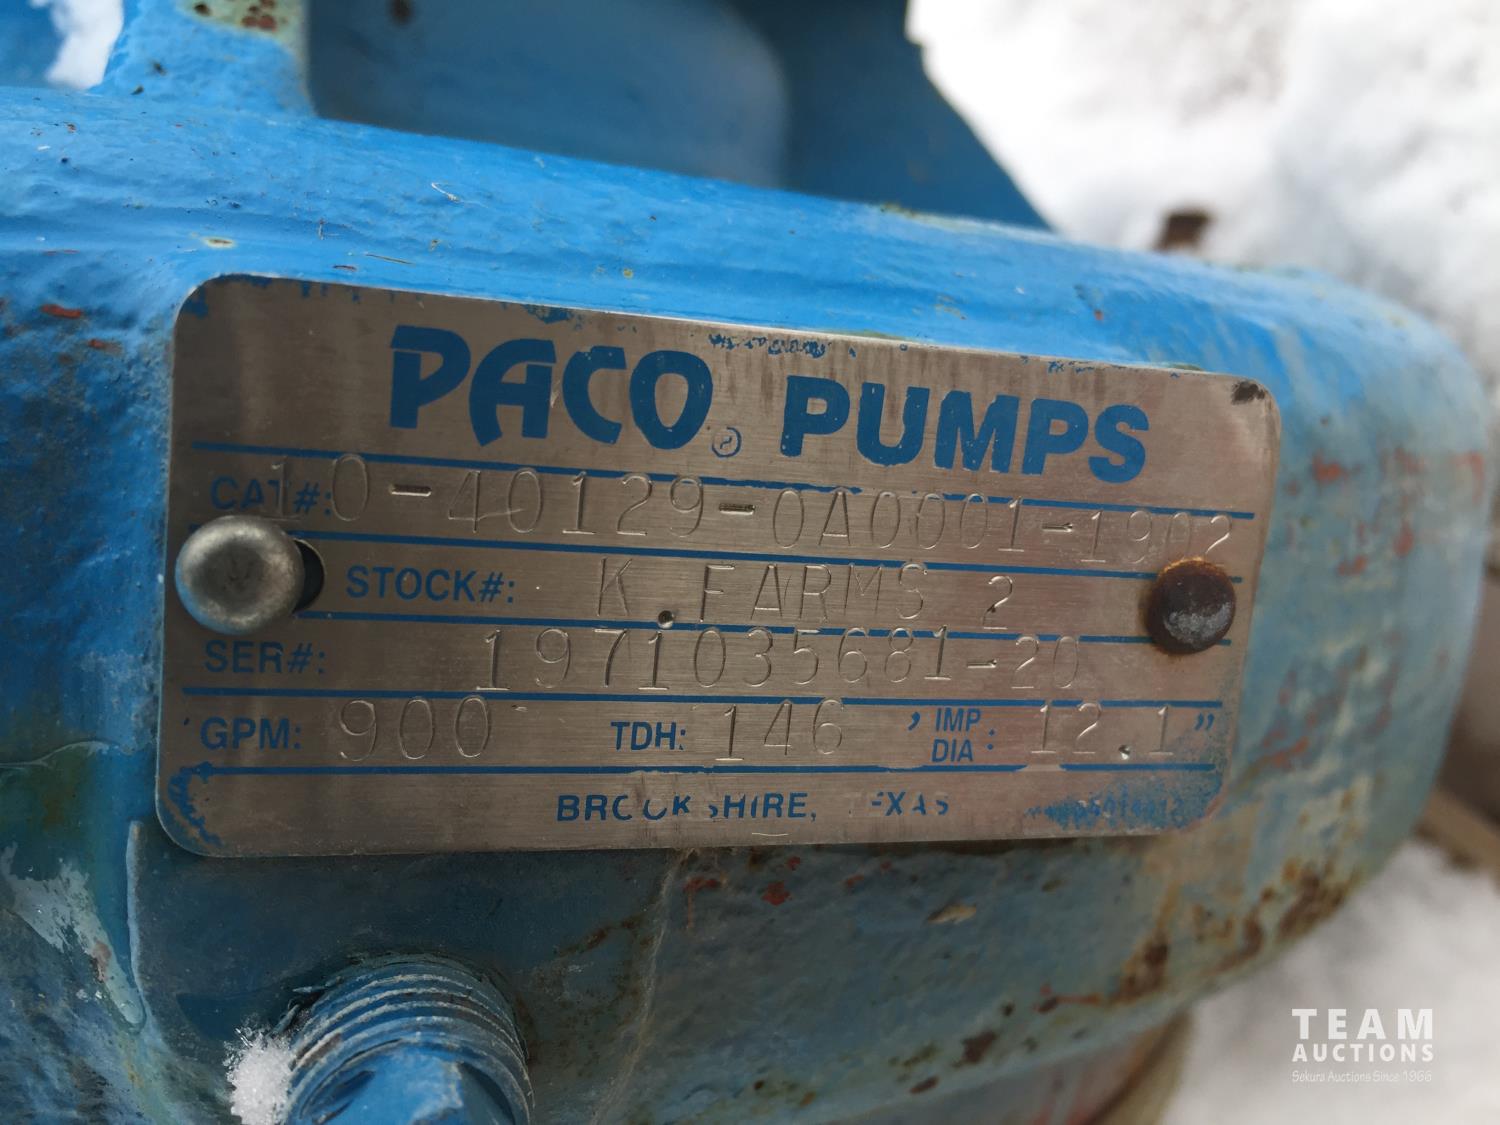 PACO® PUMPS
CAT#: 10-40129-0A0001-1902
STOCK#: K.FARMS 2
SER#: 1971035681-20
GPM: 900 TDH: 146 ' IMP DIA: 12.1"
BROOKSHIRE, TEXAS
TEAM
AUCTIONS
Sekura Auctions Since 1966